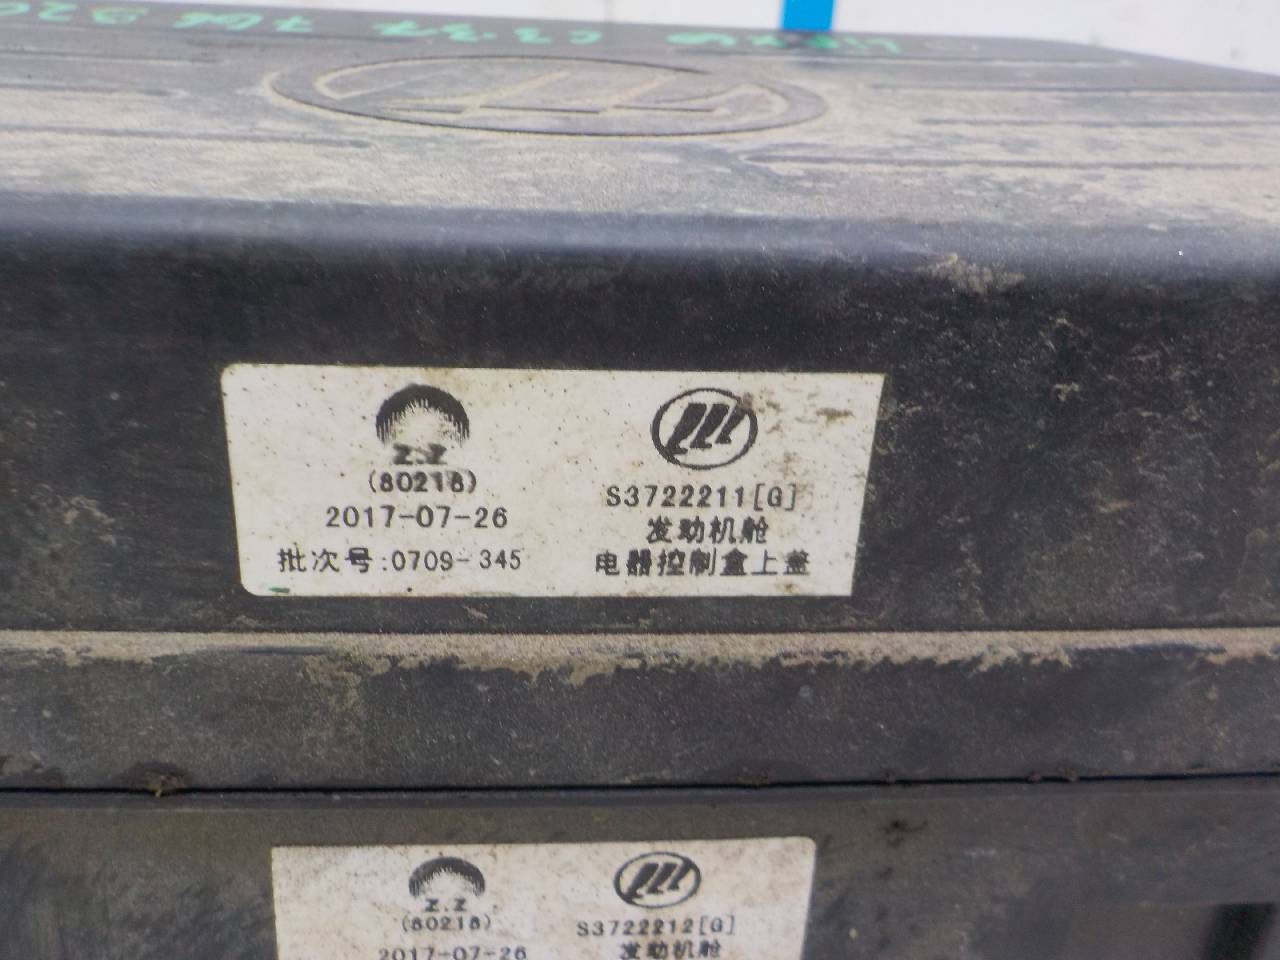 Z.Z
(80218)
2017-07-26
批次号:0709-345
S3722211[G]
发动机舱
电器控制盒上盖
Z.Z
(80218)
2017-07-26
S3722212[G]
发动机舱